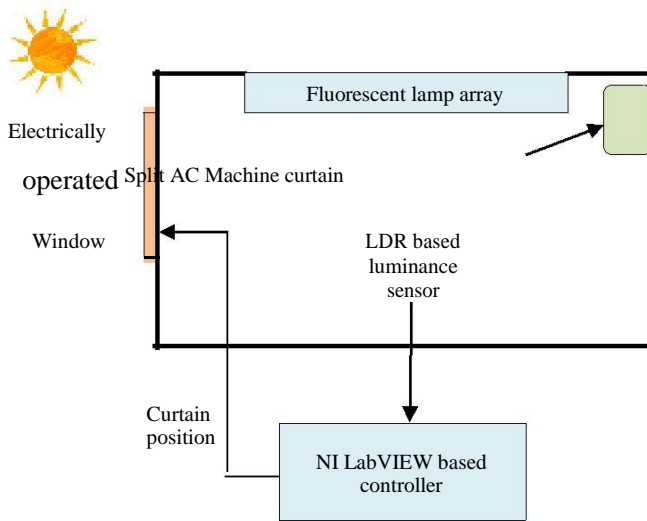 Fluorescent lamp array
Electrically
operated Split AC Machine curtain
Window
LDR based
luminance
sensor
Curtain
position
NI LabVIEW based
controller